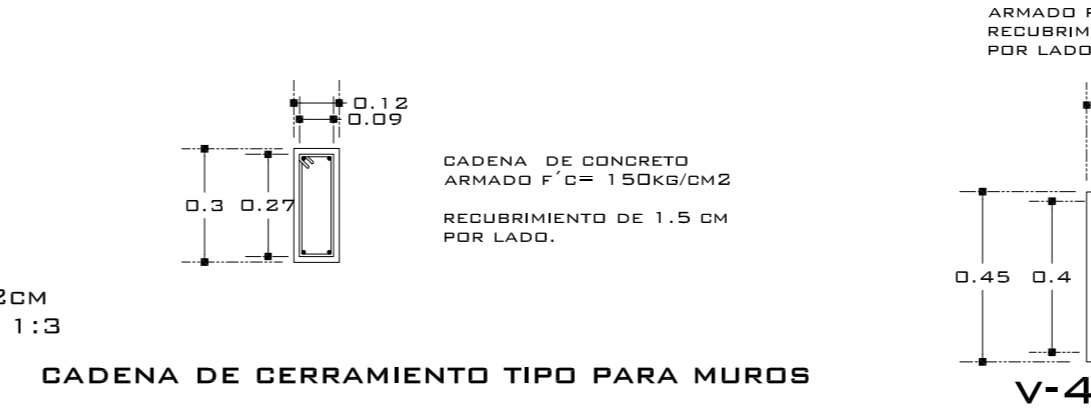 ARMADO
RECUBRIM
POR LADO
0.12
0.09
CADENA DE CONCRETO
ARMADO F´C= 150KG/CM2
0.3 0.27
RECUBRIMIENTO DE 1.5 CM
POR LADO.
0.45 0.4
2CM
1:3
CADENA DE CERRAMIENTO TIPO PARA MUROS
V-4